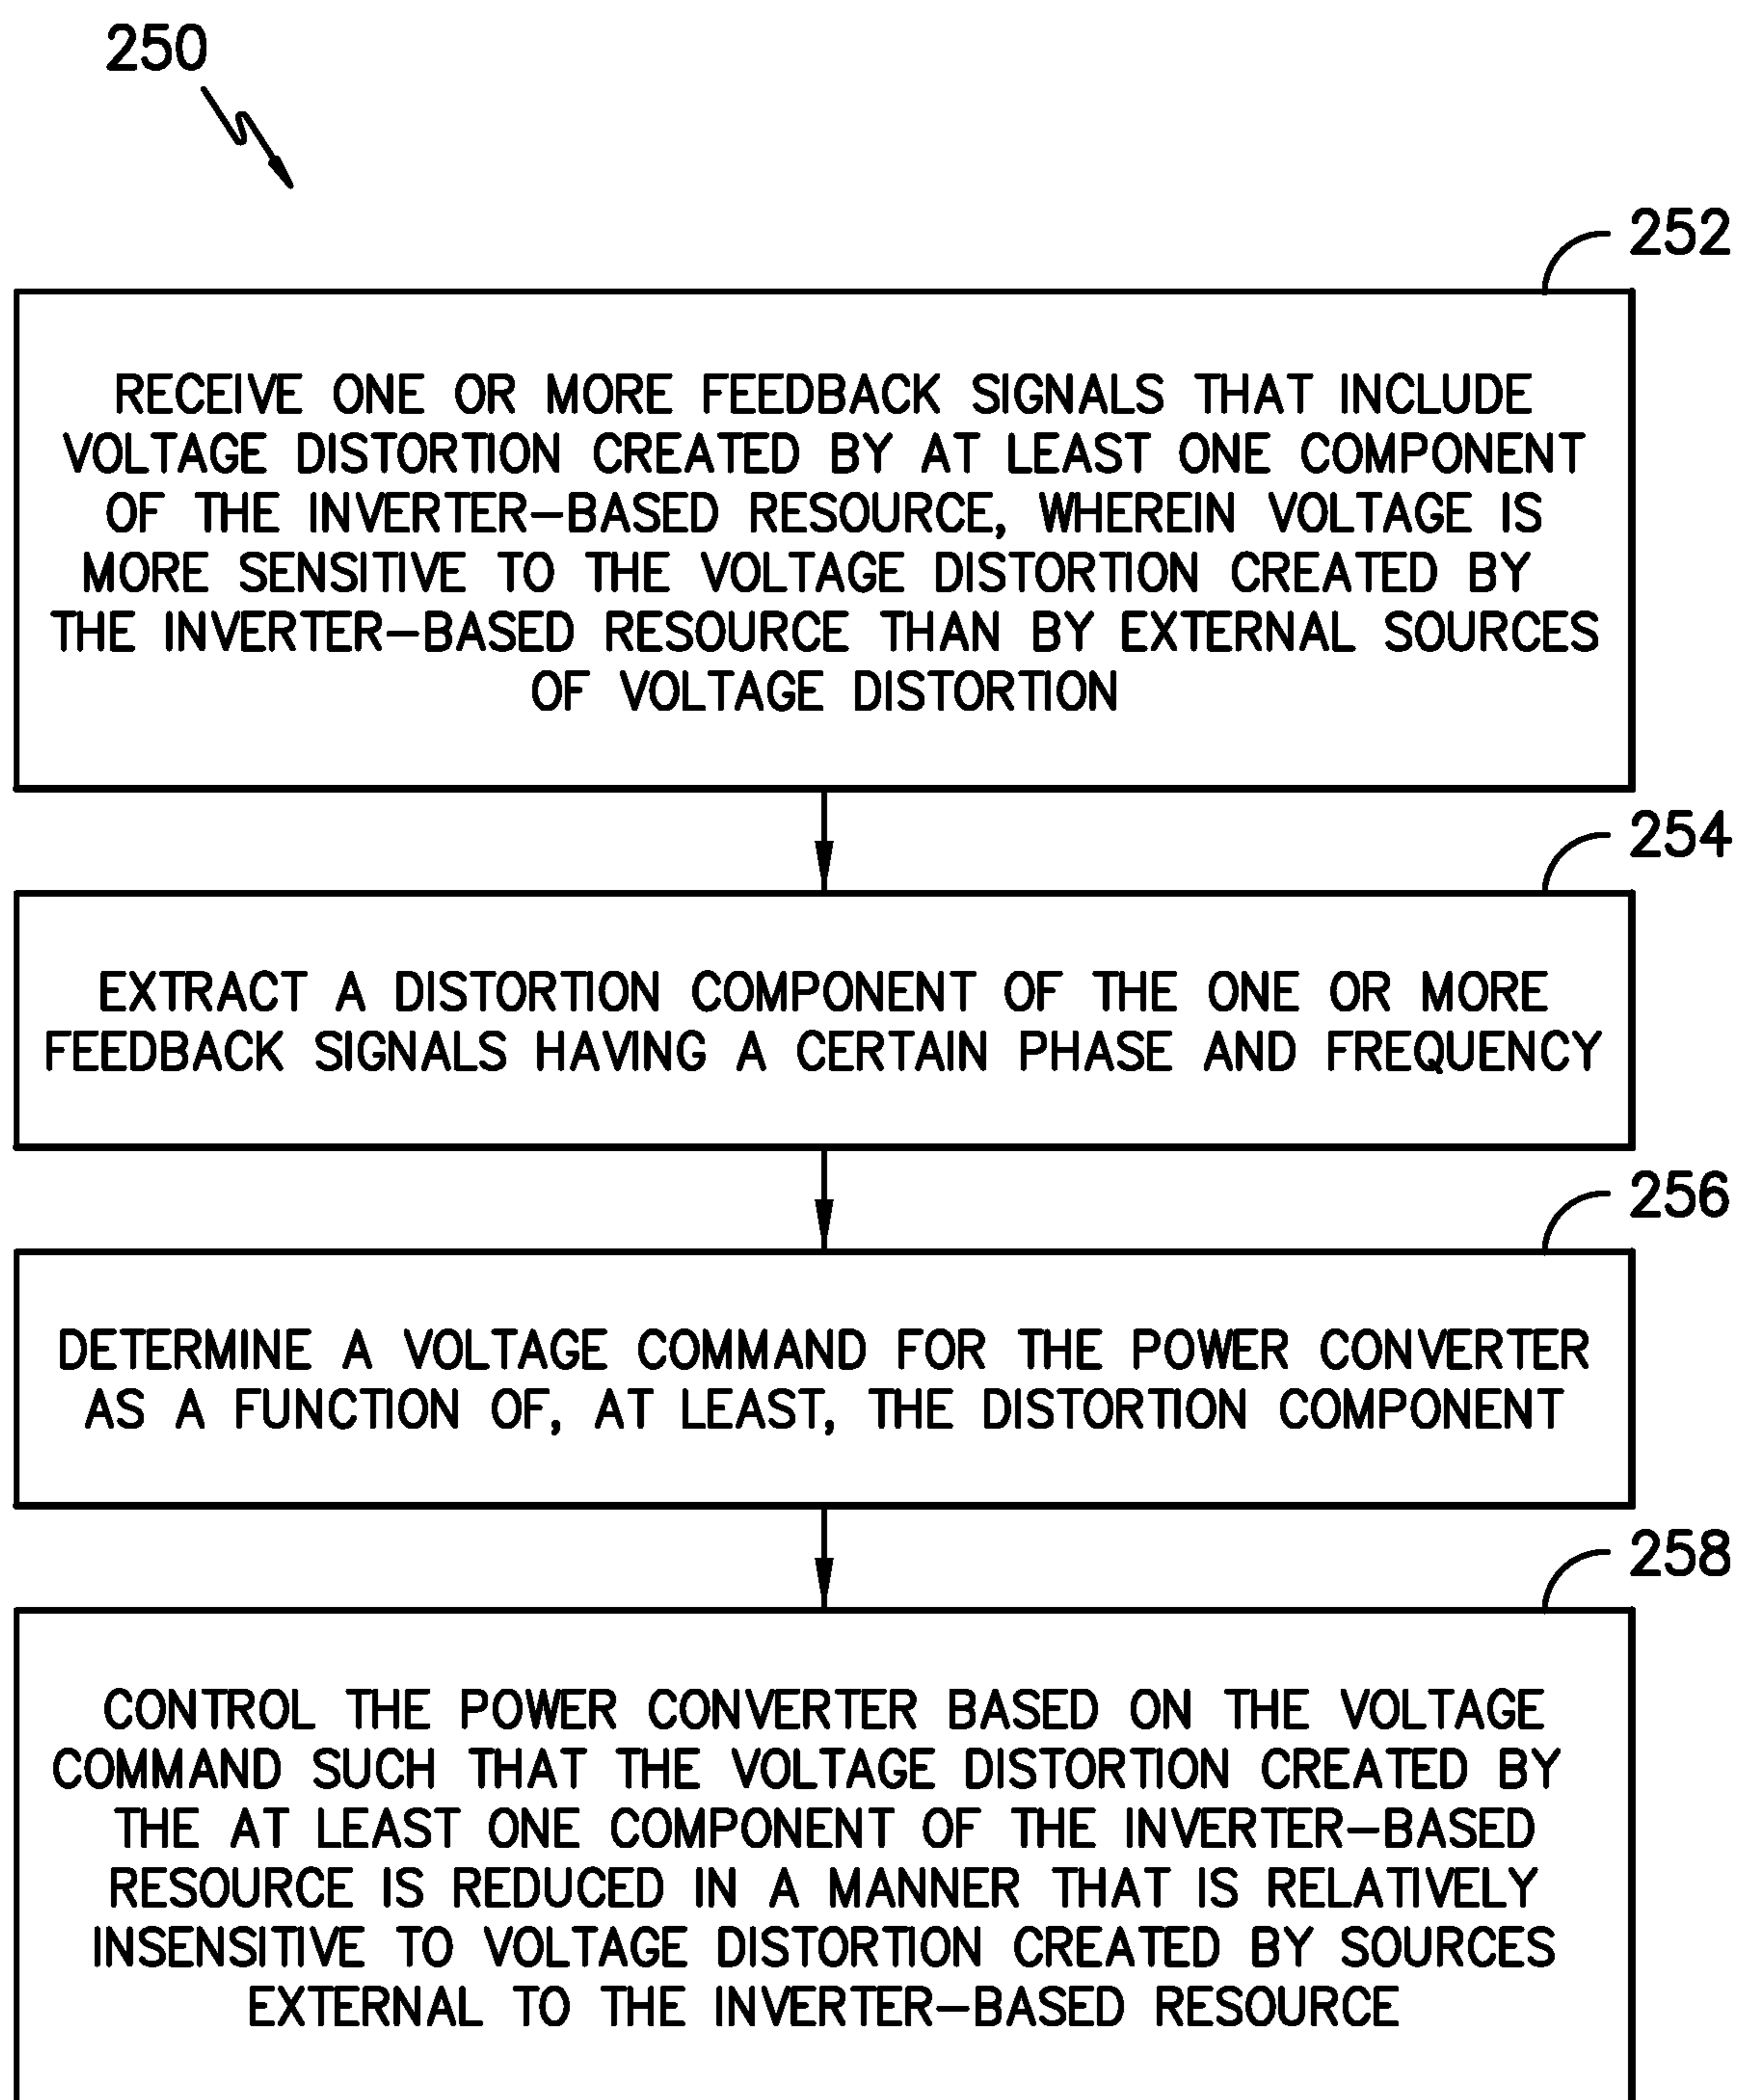 250
252
RECEIVE ONE OR MORE FEEDBACK SIGNALS THAT INCLUDE
VOLTAGE DISTORTION CREATED BY AT LEAST ONE COMPONENT
OF THE INVERTER-BASED RESOURCE, WHEREIN VOLTAGE IS
MORE SENSITIVE TO THE VOLTAGE DISTORTION CREATED BY
THE INVERTER-BASED RESOURCE THAN BY EXTERNAL SOURCES
OF VOLTAGE DISTORTION
254
EXTRACT A DISTORTION COMPONENT OF THE ONE OR MORE
FEEDBACK SIGNALS HAVING A CERTAIN PHASE AND FREQUENCY
256
DETERMINE A VOLTAGE COMMAND FOR THE POWER CONVERTER
AS A FUNCTION OF, AT LEAST, THE DISTORTION COMPONENT
258
CONTROL THE POWER CONVERTER BASED ON THE VOLTAGE
COMMAND SUCH THAT THE VOLTAGE DISTORTION CREATED BY
THE AT LEAST ONE COMPONENT OF THE INVERTER-BASED
RESOURCE IS REDUCED IN A MANNER THAT IS RELATIVELY
INSENSITIVE TO VOLTAGE DISTORTION CREATED BY SOURCES
EXTERNAL TO THE INVERTER-BASED RESOURCE